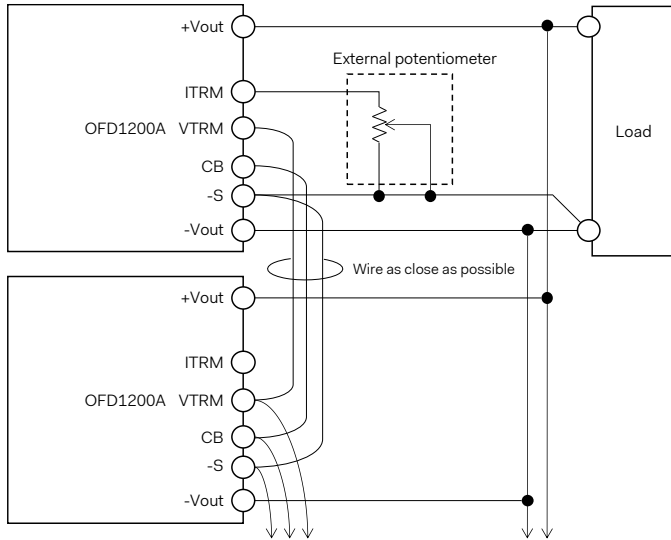 +Vout
External potentiometer
ITRM
OFD1200A VTRM
Load
CB
-S
-Vout
Wire as close as possible
+Vout
ITRM
OFD1200A VTRM
CB
-S
-Vout